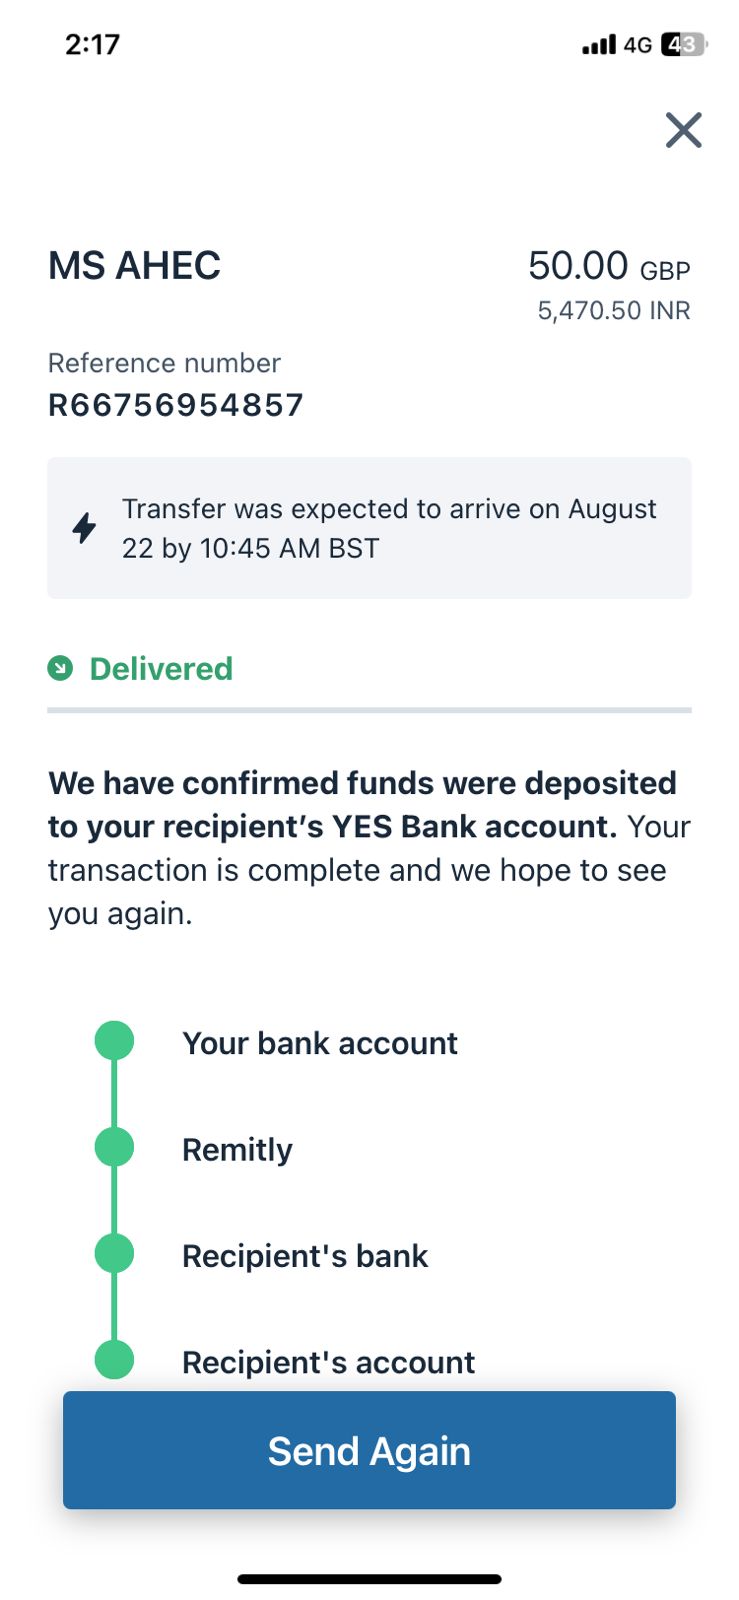 2:17
4G 43
MS AHEC
50.00 GBP
5,470.50 INR
Reference number
R66756954857
Transfer was expected to arrive on August
22 by 10:45 AM BST
Delivered
We have confirmed funds were deposited
to your recipient’s YES Bank account. Your
transaction is complete and we hope to see
you again.
Your bank account
Remitly
Recipient's bank
Recipient's account
Send Again